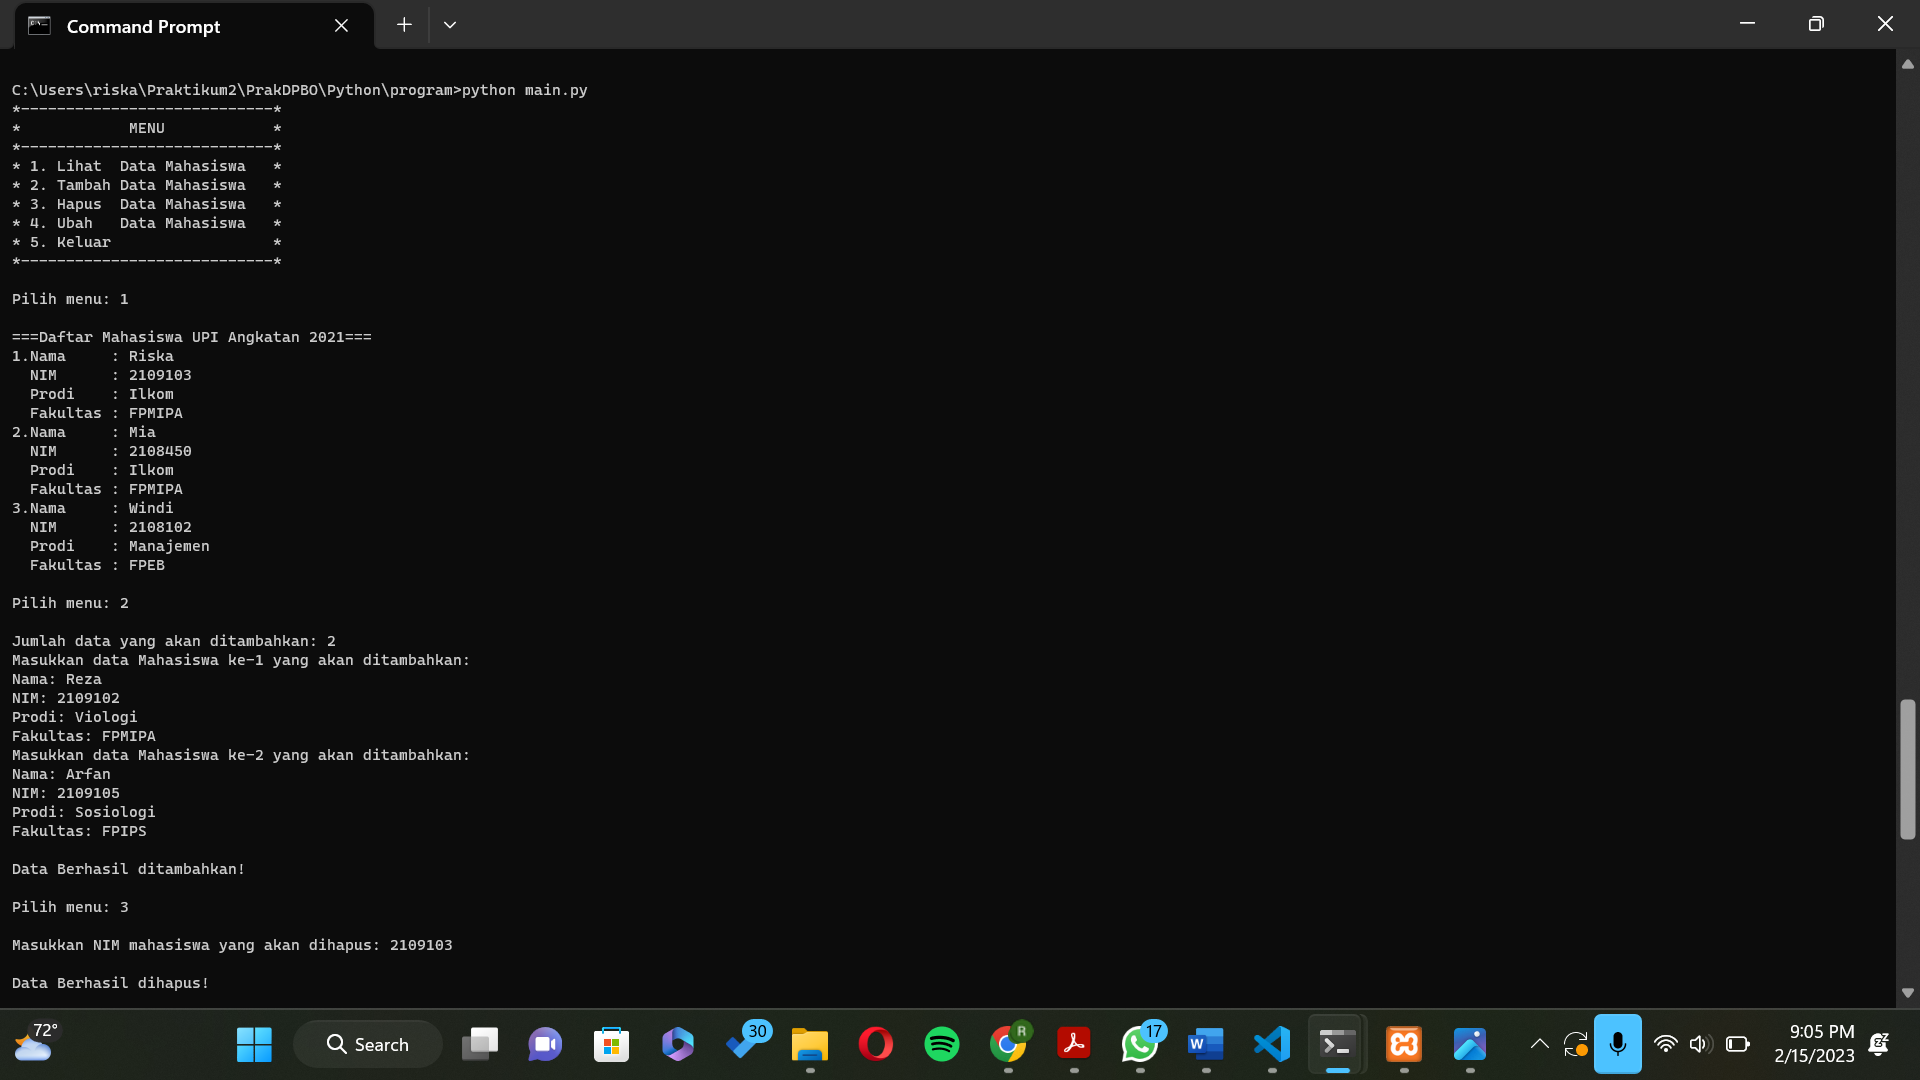 Command Prompt
C:\Users\riska\Praktikum2\PrakDPBO\Python\program>python main.py
*----------------------------*
*            MENU            *
*----------------------------*
* 1. Lihat  Data Mahasiswa   *
* 2. Tambah Data Mahasiswa   *
* 3. Hapus  Data Mahasiswa   *
* 4. Ubah   Data Mahasiswa   *
* 5. Keluar                  *
*----------------------------*
Pilih menu: 1
===Daftar Mahasiswa UPI Angkatan 2021===
1.Nama     : Riska
  NIM      : 2109103
  Prodi    : Ilkom
  Fakultas : FPMIPA
2.Nama     : Mia
  NIM      : 2108450
  Prodi    : Ilkom
  Fakultas : FPMIPA
3.Nama     : Windi
  NIM      : 2108102
  Prodi    : Manajemen
  Fakultas : FPEB
Pilih menu: 2
Jumlah data yang akan ditambahkan: 2
Masukkan data Mahasiswa ke-1 yang akan ditambahkan:
Nama: Reza
NIM: 2109102
Prodi: Viologi
Fakultas: FPMIPA
Masukkan data Mahasiswa ke-2 yang akan ditambahkan:
Nama: Arfan
NIM: 2109105
Prodi: Sosiologi
Fakultas: FPIPS
Data Berhasil ditambahkan!
Pilih menu: 3
Masukkan NIM mahasiswa yang akan dihapus: 2109103
Data Berhasil dihapus!
72°
Search
30
R
17
W
9:05 PM
2/15/2023